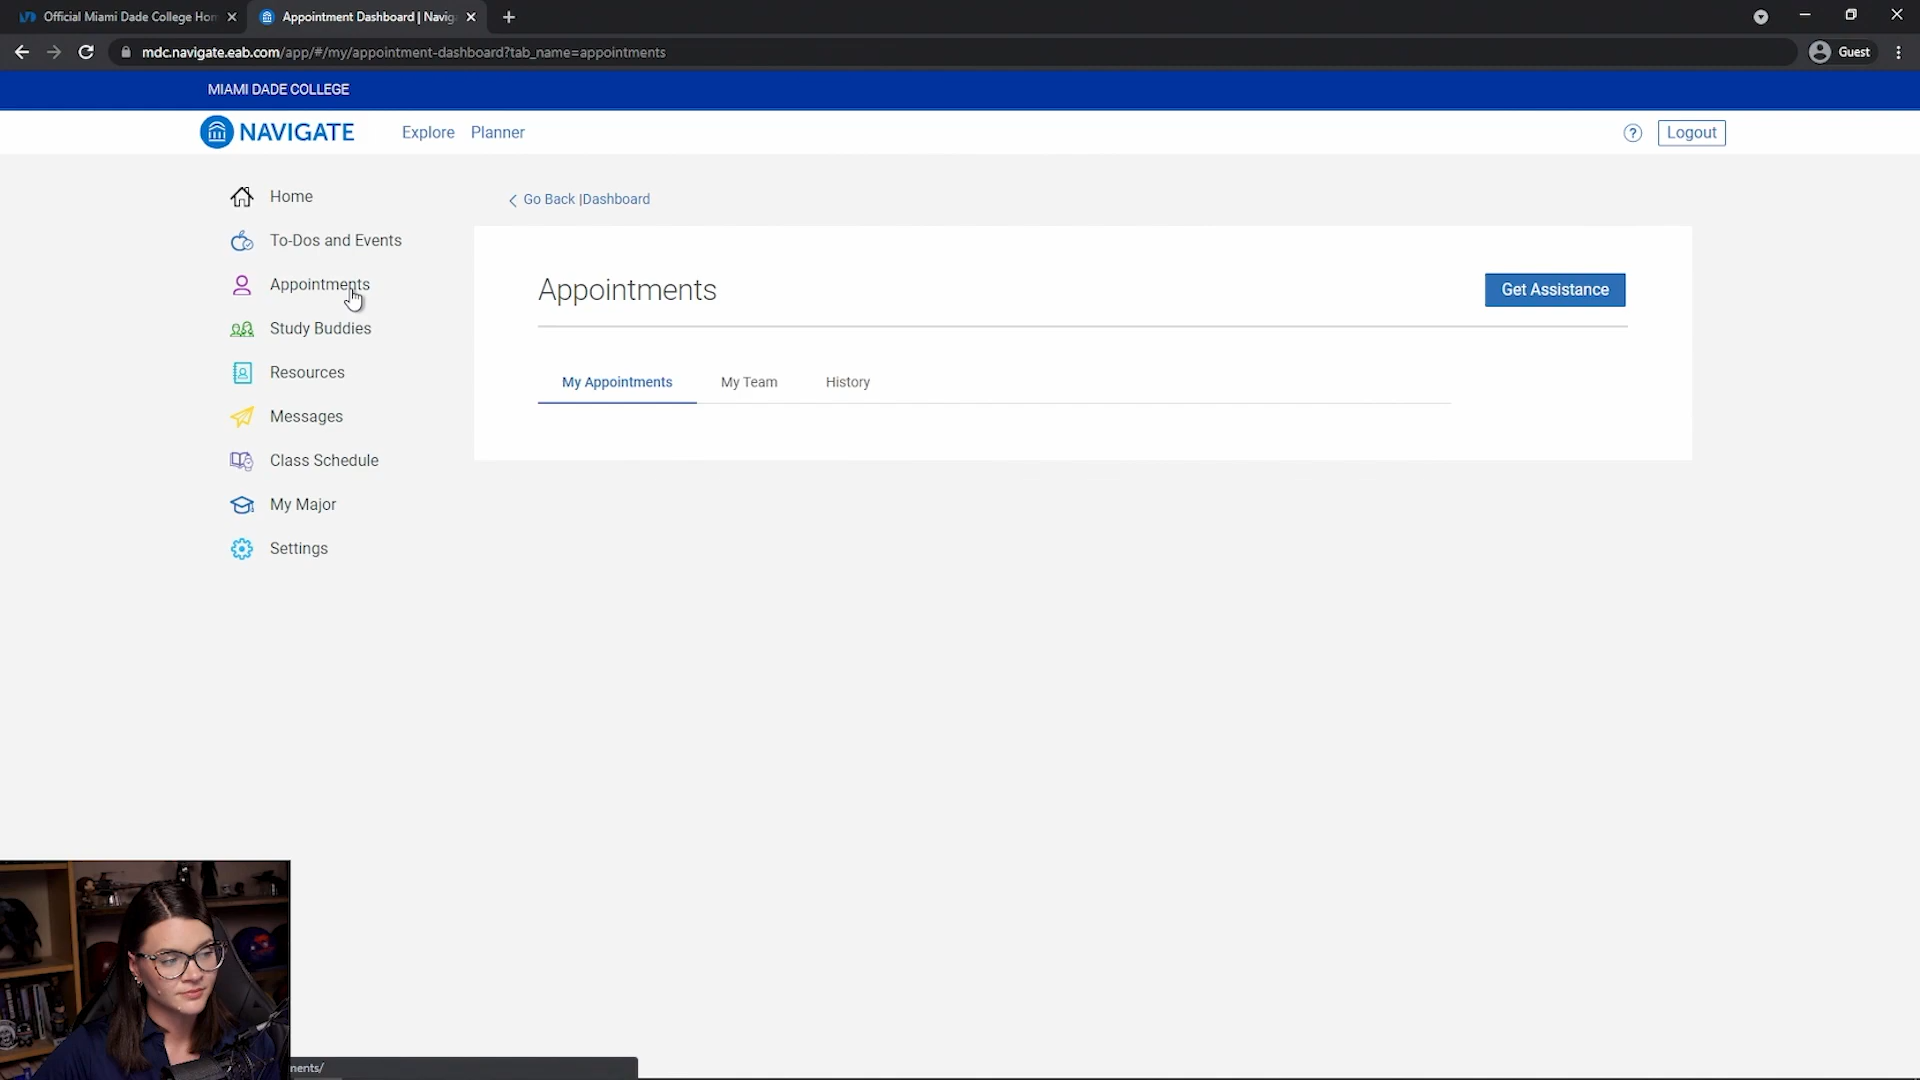 Official Miami Dade College Hom
Appointment Dashboard | Navig
mdc.navigate.eab.com/app/#/my/appointment-dashboard?tab_name=appointments
Guest
MIAMI DADE COLLEGE
NAVIGATE
Explore
Planner
?
Logout
Home
To-Dos and Events
Appointments
Study Buddies
Resources
Messages
Class Schedule
My Major
Settings
Go Back |Dashboard
Appointments
Get Assistance
My Appointments
My Team
History
nents/